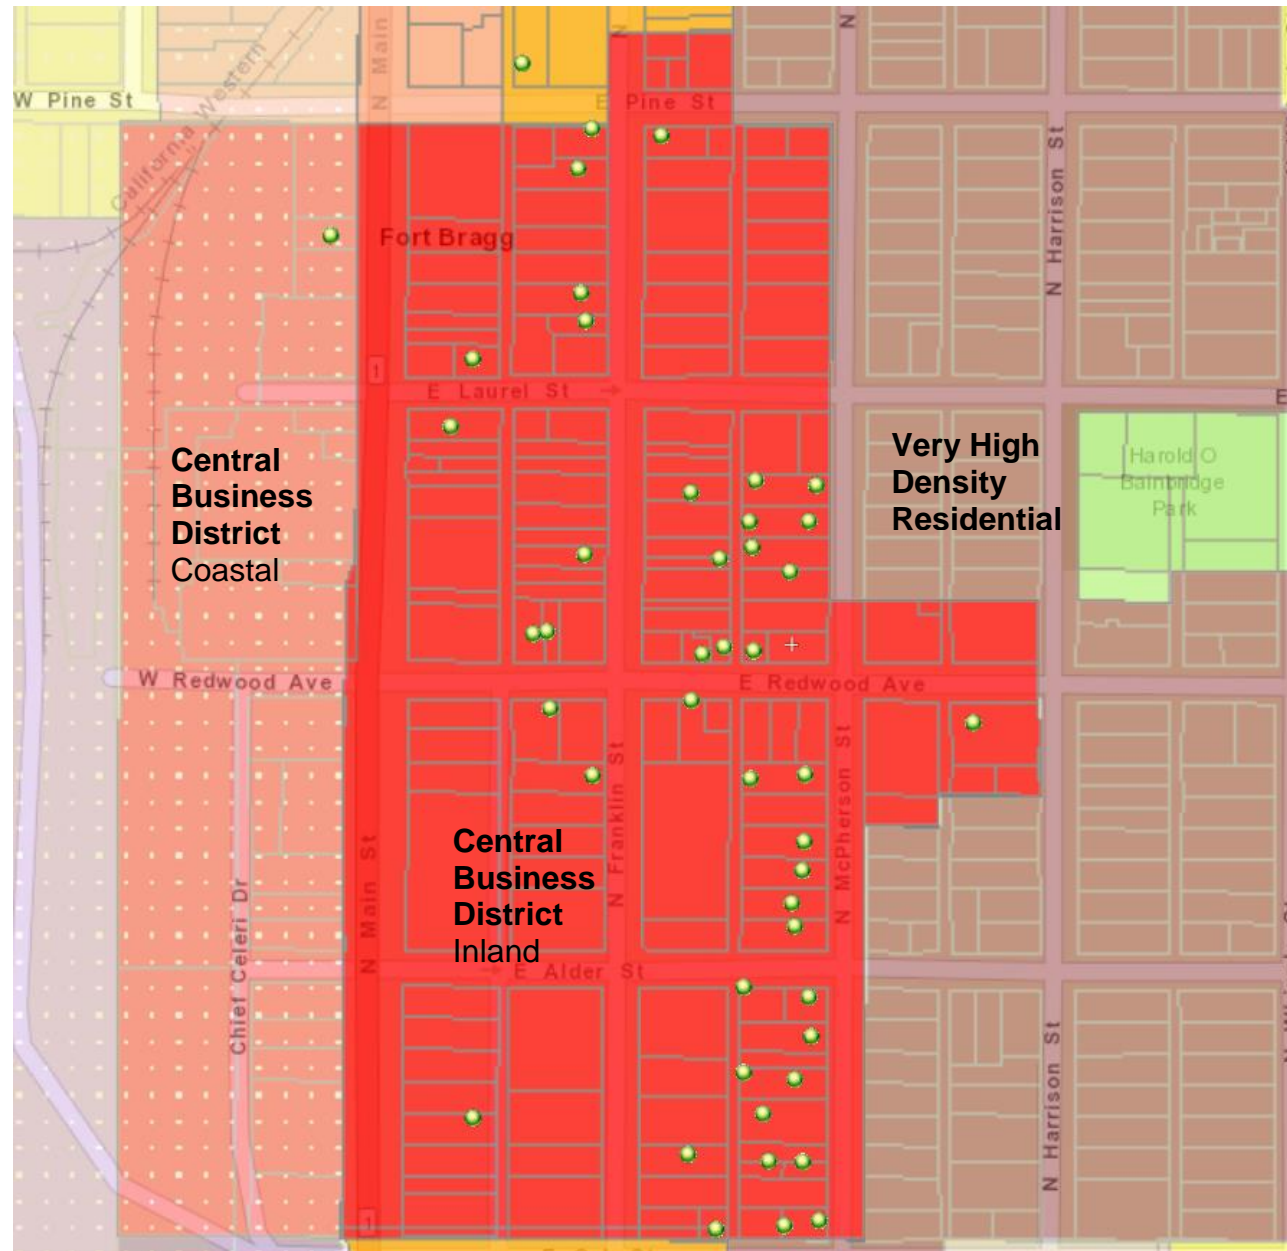 N Main
N
N
W Pine St
California Western
E Pine St
N Harrison St
Fort Bragg
1
E Laurel St
E
Central
Business
District
Coastal
Very High
Density
Residential
Harold O
Bainbridge
Park
W Redwood Ave
E Redwood Ave
N Franklin St
N McPherson St
Central
Business
District
Inland
N Main St
Chief Celeri Dr
E Alder St
N Harrison St
1